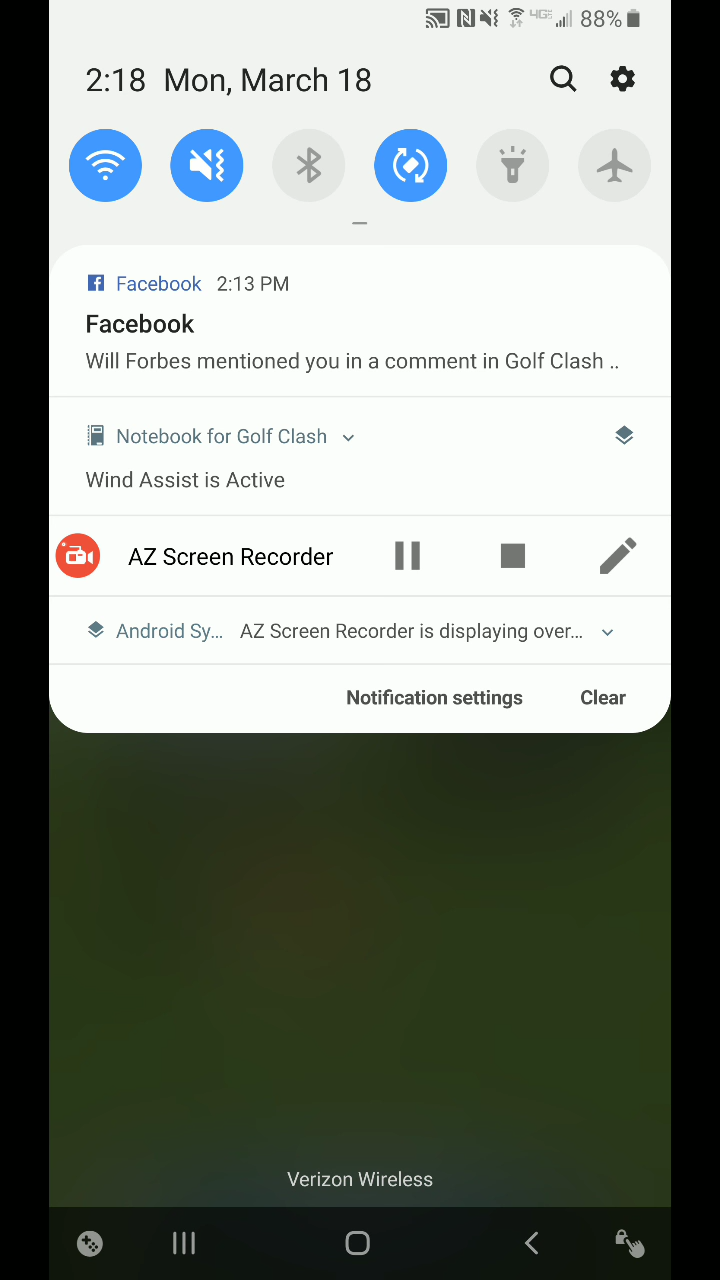 4GE 88%
2:18 Mon, March 18
Facebook 2:13 PM
Facebook
Will Forbes mentioned you in a comment in Golf Clash ..
Notebook for Golf Clash
Wind Assist is Active
AZ Screen Recorder
Android Sy... AZ Screen Recorder is displaying over...
Notification settings Clear
Verizon Wireless